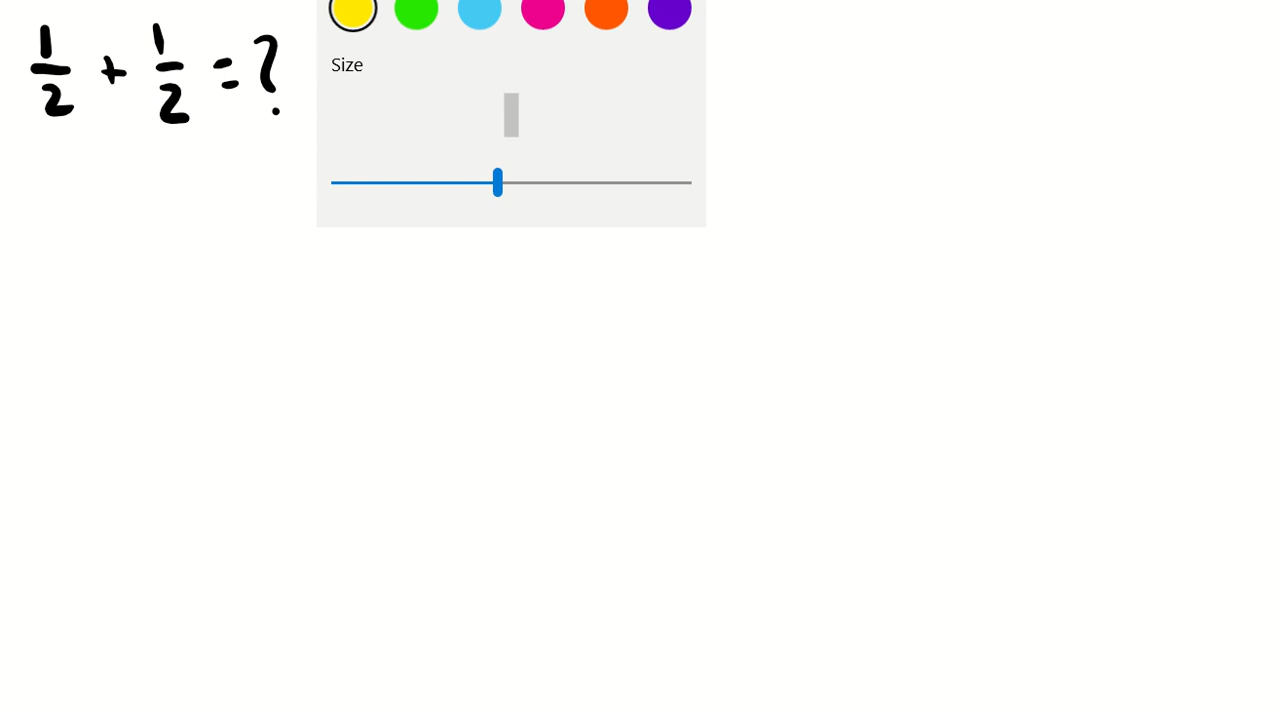 1/2 + 1/2 = ?
Size